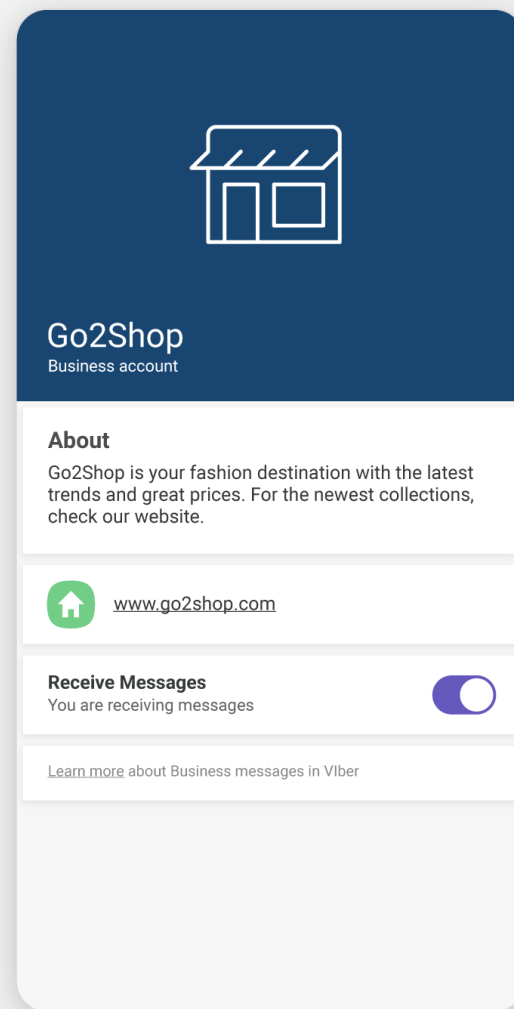 Go2Shop
Business account
About
Go2Shop is your fashion destination with the latest
trends and great prices. For the newest collections,
check our website.
www.go2shop.com
Receive Messages
You are receiving messages
Learn more about Business messages in VIber